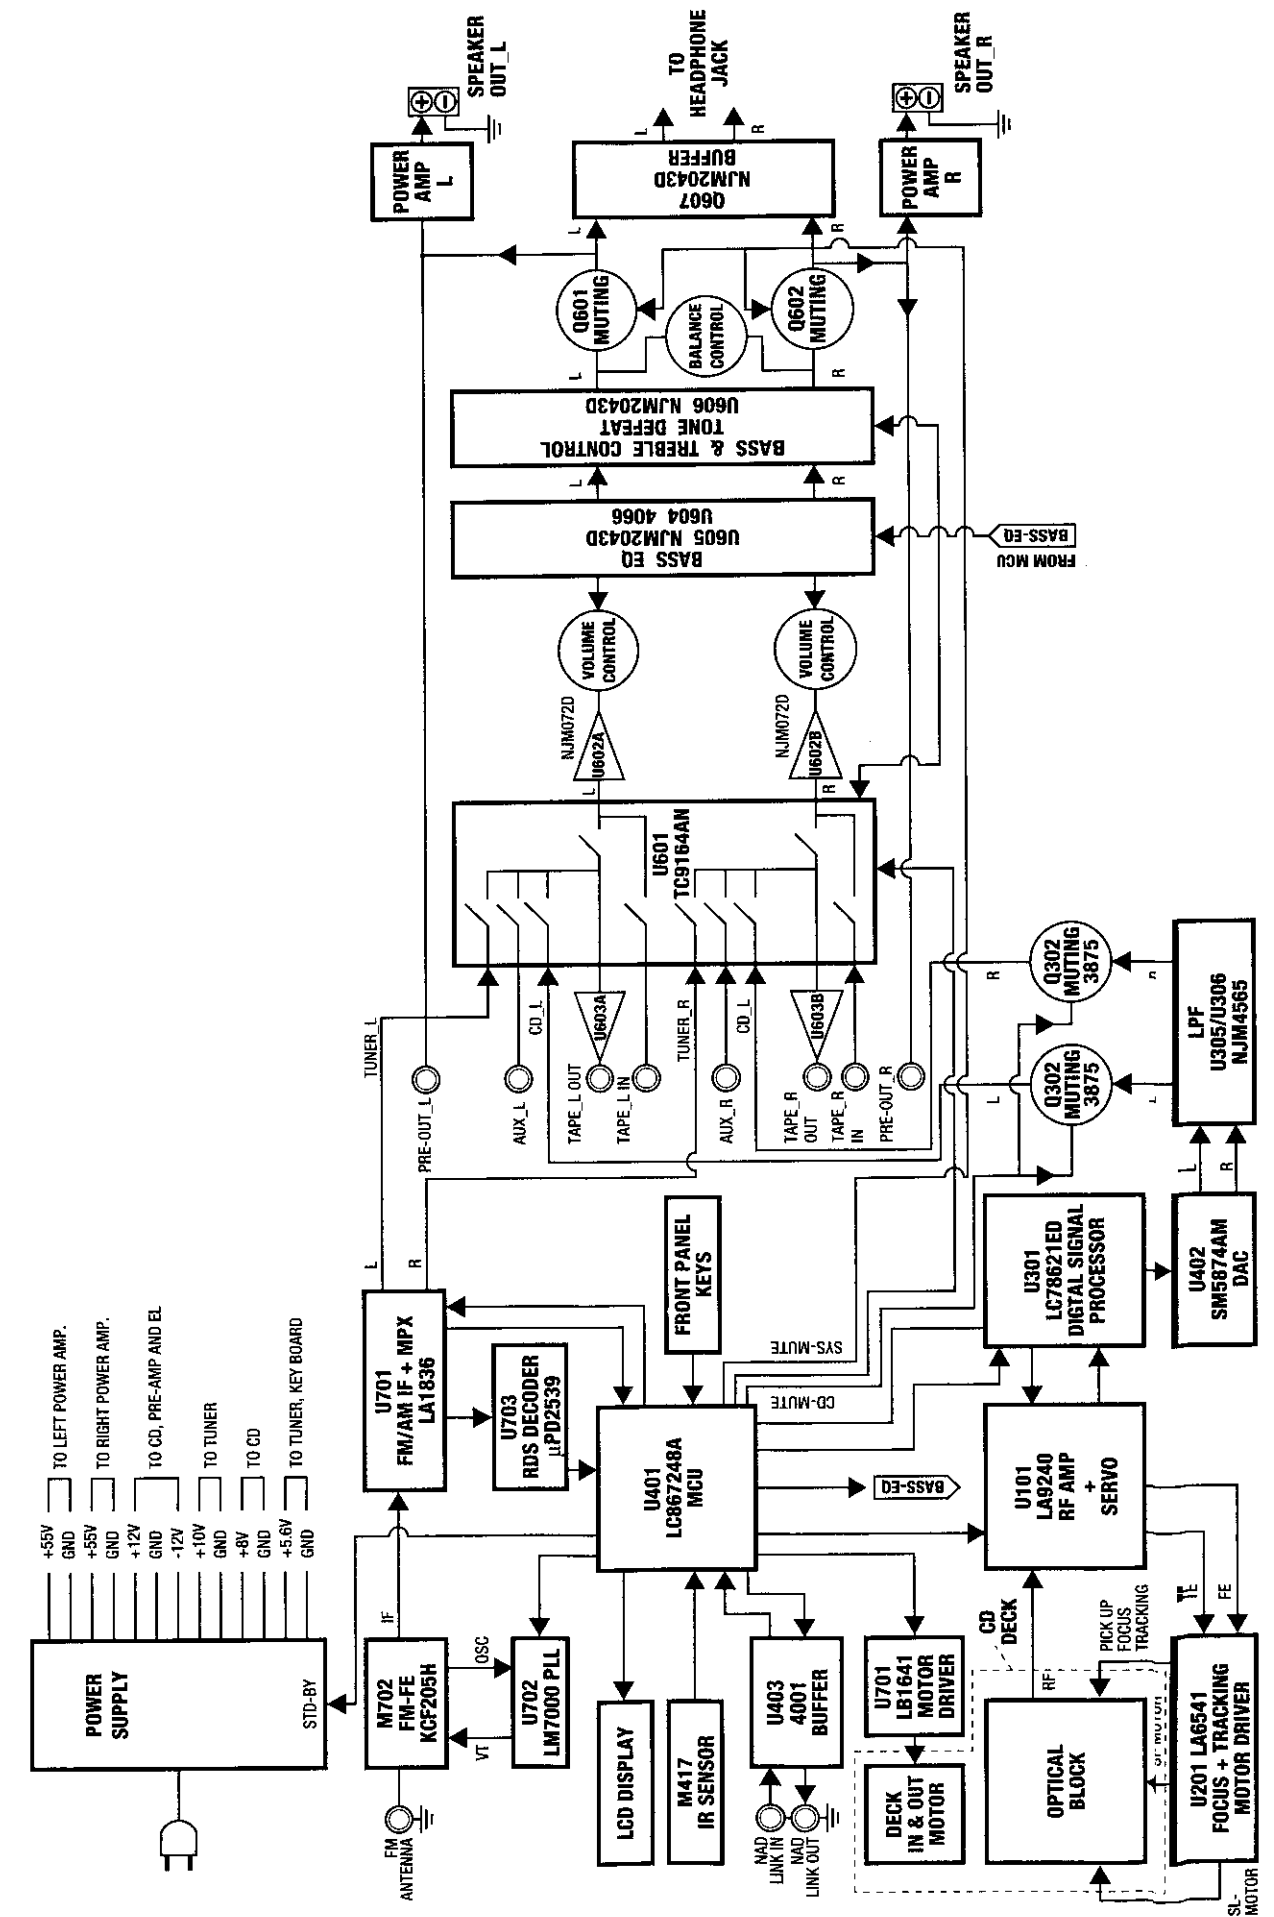 POWER
SUPPLY
STD-BY
+55V
GND
TO LEFT POWER AMP.
+55V
GND
TO RIGHT POWER AMP.
+12V
GND
-12V
TO CD, PRE-AMP AND EL
+10V
GND
TO TUNER
+8V
GND
TO CD
+5.6V
GND
TO TUNER, KEY BOARD
FM
ANTENNA
M702
FM-FE
KCF205H
IF
OSC
VT
U702
LM7000 PLL
U701
FM/AM IF + MPX
LA1836
L
R
U703
RDS DECODER
µPD2539
LCD DISPLAY
M417
IR SENSOR
NAD
LINK IN
NAD
LINK OUT
U403
4001
BUFFER
U401
LC867248A
MCU
FRONT PANEL
KEYS
SYS-MUTE
CD-MUTE
BASS-EQ
U701
LB1641
MOTOR
DRIVER
DECK
IN & OUT
MOTOR
CD
DECK
OPTICAL
BLOCK
RF
PICK UP
FOCUS
TRACKING
SP MOTOR
SL-
MOTOR
U201 LA6541
FOCUS + TRACKING
MOTOR DRIVER
TE
FE
U101
LA9240
RF AMP
+
SERVO
U301
LC78621ED
DIGTAL SIGNAL
PROCESSOR
U402
SM5874AM
DAC
L
R
LPF
U305/U306
NJM4565
L
Q302
MUTING
3875
L
Q302
MUTING
3875
R
TUNER_L
PRE-OUT_L
AUX_L
CD_L
TAPE_L OUT
U603A
TAPE_L IN
TUNER_R
AUX_R
CD_L
TAPE_R
OUT
U603B
TAPE_R
IN
PRE-OUT_R
U601
TC9164AN
L
R
U602A
NJM072D
U602B
NJM072D
VOLUME
CONTROL
VOLUME
CONTROL
BASS EQ
U605 NJM2043D
U604 4066
FROM MCU
BASS-EQ
L
R
BASS & TREBLE CONTROL
TONE DEFEAT
U606 NJM2043D
L
R
BALANCE
CONTROL
Q601
MUTING
Q602
MUTING
L
R
Q607
NJM2043D
BUFFER
L
R
TO
HEADPHONE
JACK
POWER
AMP
L
SPEAKER
OUT_L
POWER
AMP
R
SPEAKER
OUT_R